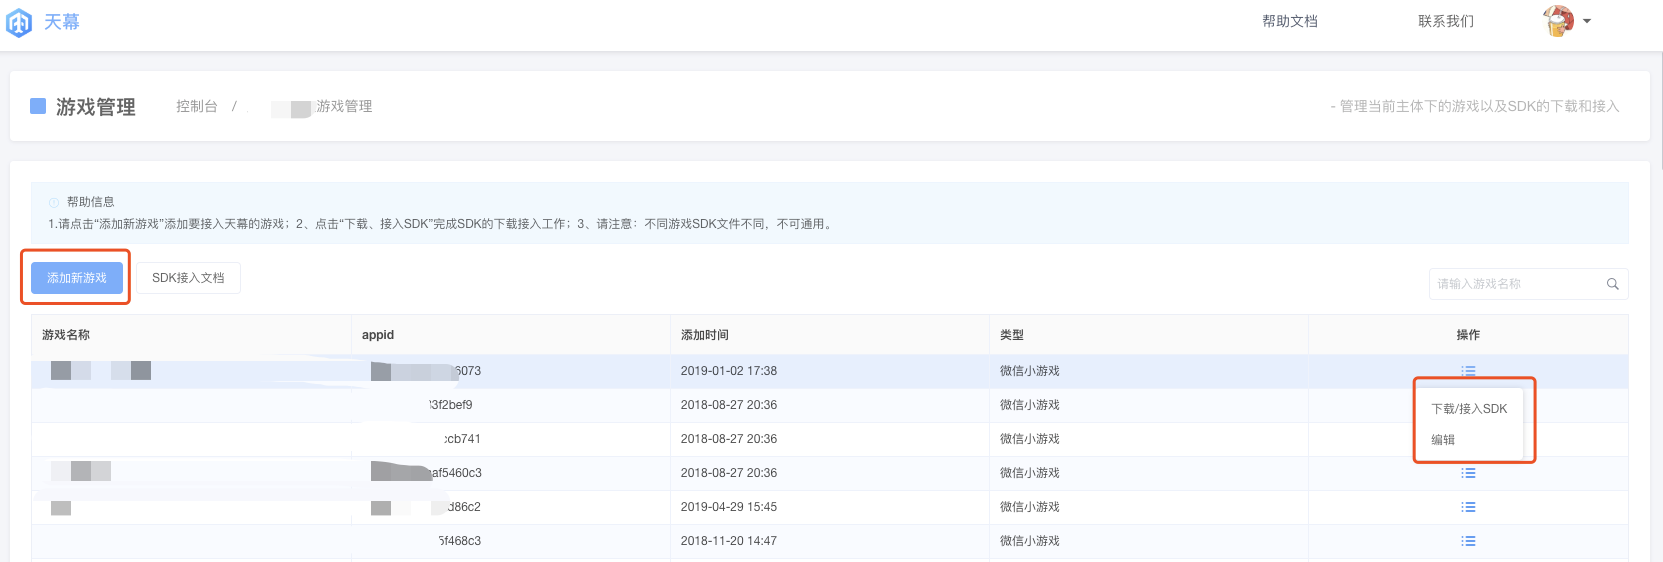 天幕
帮助文档
联系我们
游戏管理
控制台 / 游戏管理
- 管理当前主体下的游戏以及SDK的下载和接入
帮助信息
1.请点击“添加新游戏”添加要接入天幕的游戏；2、点击“下载、接入SDK”完成SDK的下载接入工作；3、请注意：不同游戏SDK文件不同，不可通用。
添加新游戏
SDK接入文档
请输入游戏名称
游戏名称 appid 添加时间 类型 操作
6073 2019-01-02 17:38 微信小游戏
33f2bef9 2018-08-27 20:36 微信小游戏
下载/接入SDK
ccb741 2018-08-27 20:36 微信小游戏
编辑
af5460c3 2018-08-27 20:36 微信小游戏
d86c2 2019-04-29 15:45 微信小游戏
5f468c3 2018-11-20 14:47 微信小游戏